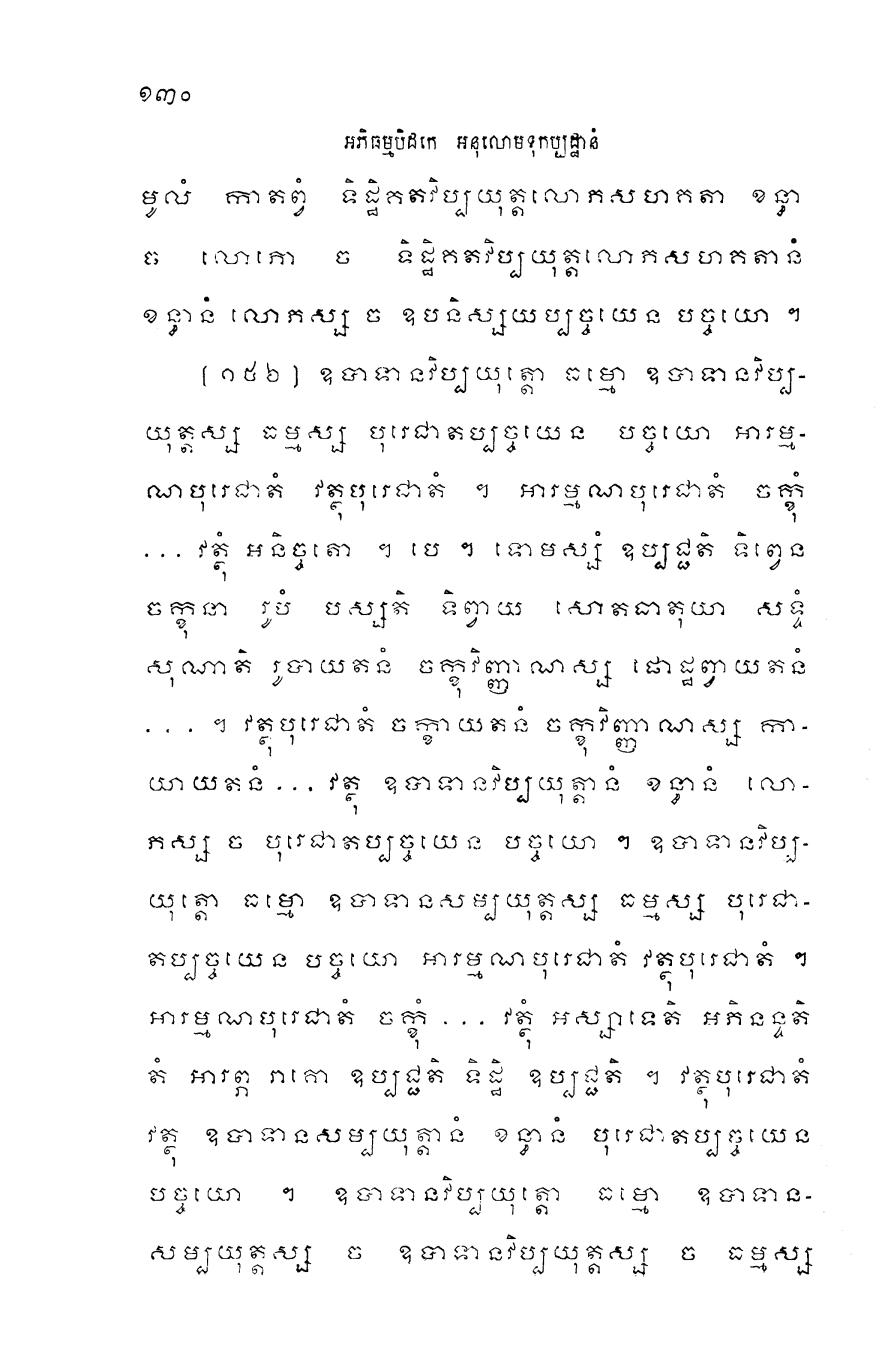 ១៣០
អភិធម្មបិដកេ អនុលោមទុកប្បដ្ឋានំ
មូលំ កាតព្វំ ទិដ្ឋិគតវិប្បយុត្តលោភសហគតា ខន្ធា
ច លោភោ ច ទិដ្ឋិគតវិប្បយុត្តលោភសហគតានំ
ខន្ធានំ លោភស្ស ច ឧបនិស្សយប្បច្ចយេន បច្ចយោ ។
[១៥៦] ឧបាទានវិប្បយុត្តោ ធម្មោ ឧបាទានវិប្ប-
យុត្តស្ស ធម្មស្ស បុរេជាតប្បច្ចយេន បច្ចយោ អារម្ម-
ណបុរេជាតំ វត្ថុបុរេជាតំ ។ អារម្មណបុរេជាតំ ចក្ខុំ
... វត្ថុំ អនិច្ចតោ ។ បេ ។ ទោមស្សំ ឧប្បជ្ជតិ ទិព្វេន
ចក្ខុនា រូបំ បស្សតិ ទិព្វាយ សោតធាតុយា សទ្ទំ
សុណាតិ រូបាយតនំ ចក្ខុវិញ្ញាណស្ស ផោដ្ឋព្វាយតនំ
... ។ វត្ថុបុរេជាតំ ចក្ខាយតនំ ចក្ខុវិញ្ញាណស្ស កា-
យាយតនំ... វត្ថុ ឧបាទានវិប្បយុត្តានំ ខន្ធានំ លោ-
ភស្ស ច បុរេជាតប្បច្ចយេន បច្ចយោ ។ ឧបាទានវិប្ប-
យុត្តោ ធម្មោ ឧបាទានសម្បយុត្តស្ស ធម្មស្ស បុរេជា-
តប្បច្ចយេន បច្ចយោ អារម្មណបុរេជាតំ វត្ថុបុរេជាតំ ។
អារម្មណបុរេជាតំ ចក្ខុំ ... វត្ថុំ អស្សាទេតិ អភិនន្ទតិ
តំ អារព្ភ រាគោ ឧប្បជ្ជតិ ទិដ្ឋិ ឧប្បជ្ជតិ ។ វត្ថុបុរេជាតំ
វត្ថុ ឧបាទានសម្បយុត្តានំ ខន្ធានំ បុរេជាតប្បច្ចយេន
បច្ចយោ ។ ឧបាទានវិប្បយុត្តោ ធម្មោ ឧបាទាន-
សម្បយុត្តស្ស ច ឧបាទានវិប្បយុត្តស្ស ច ធម្មស្ស